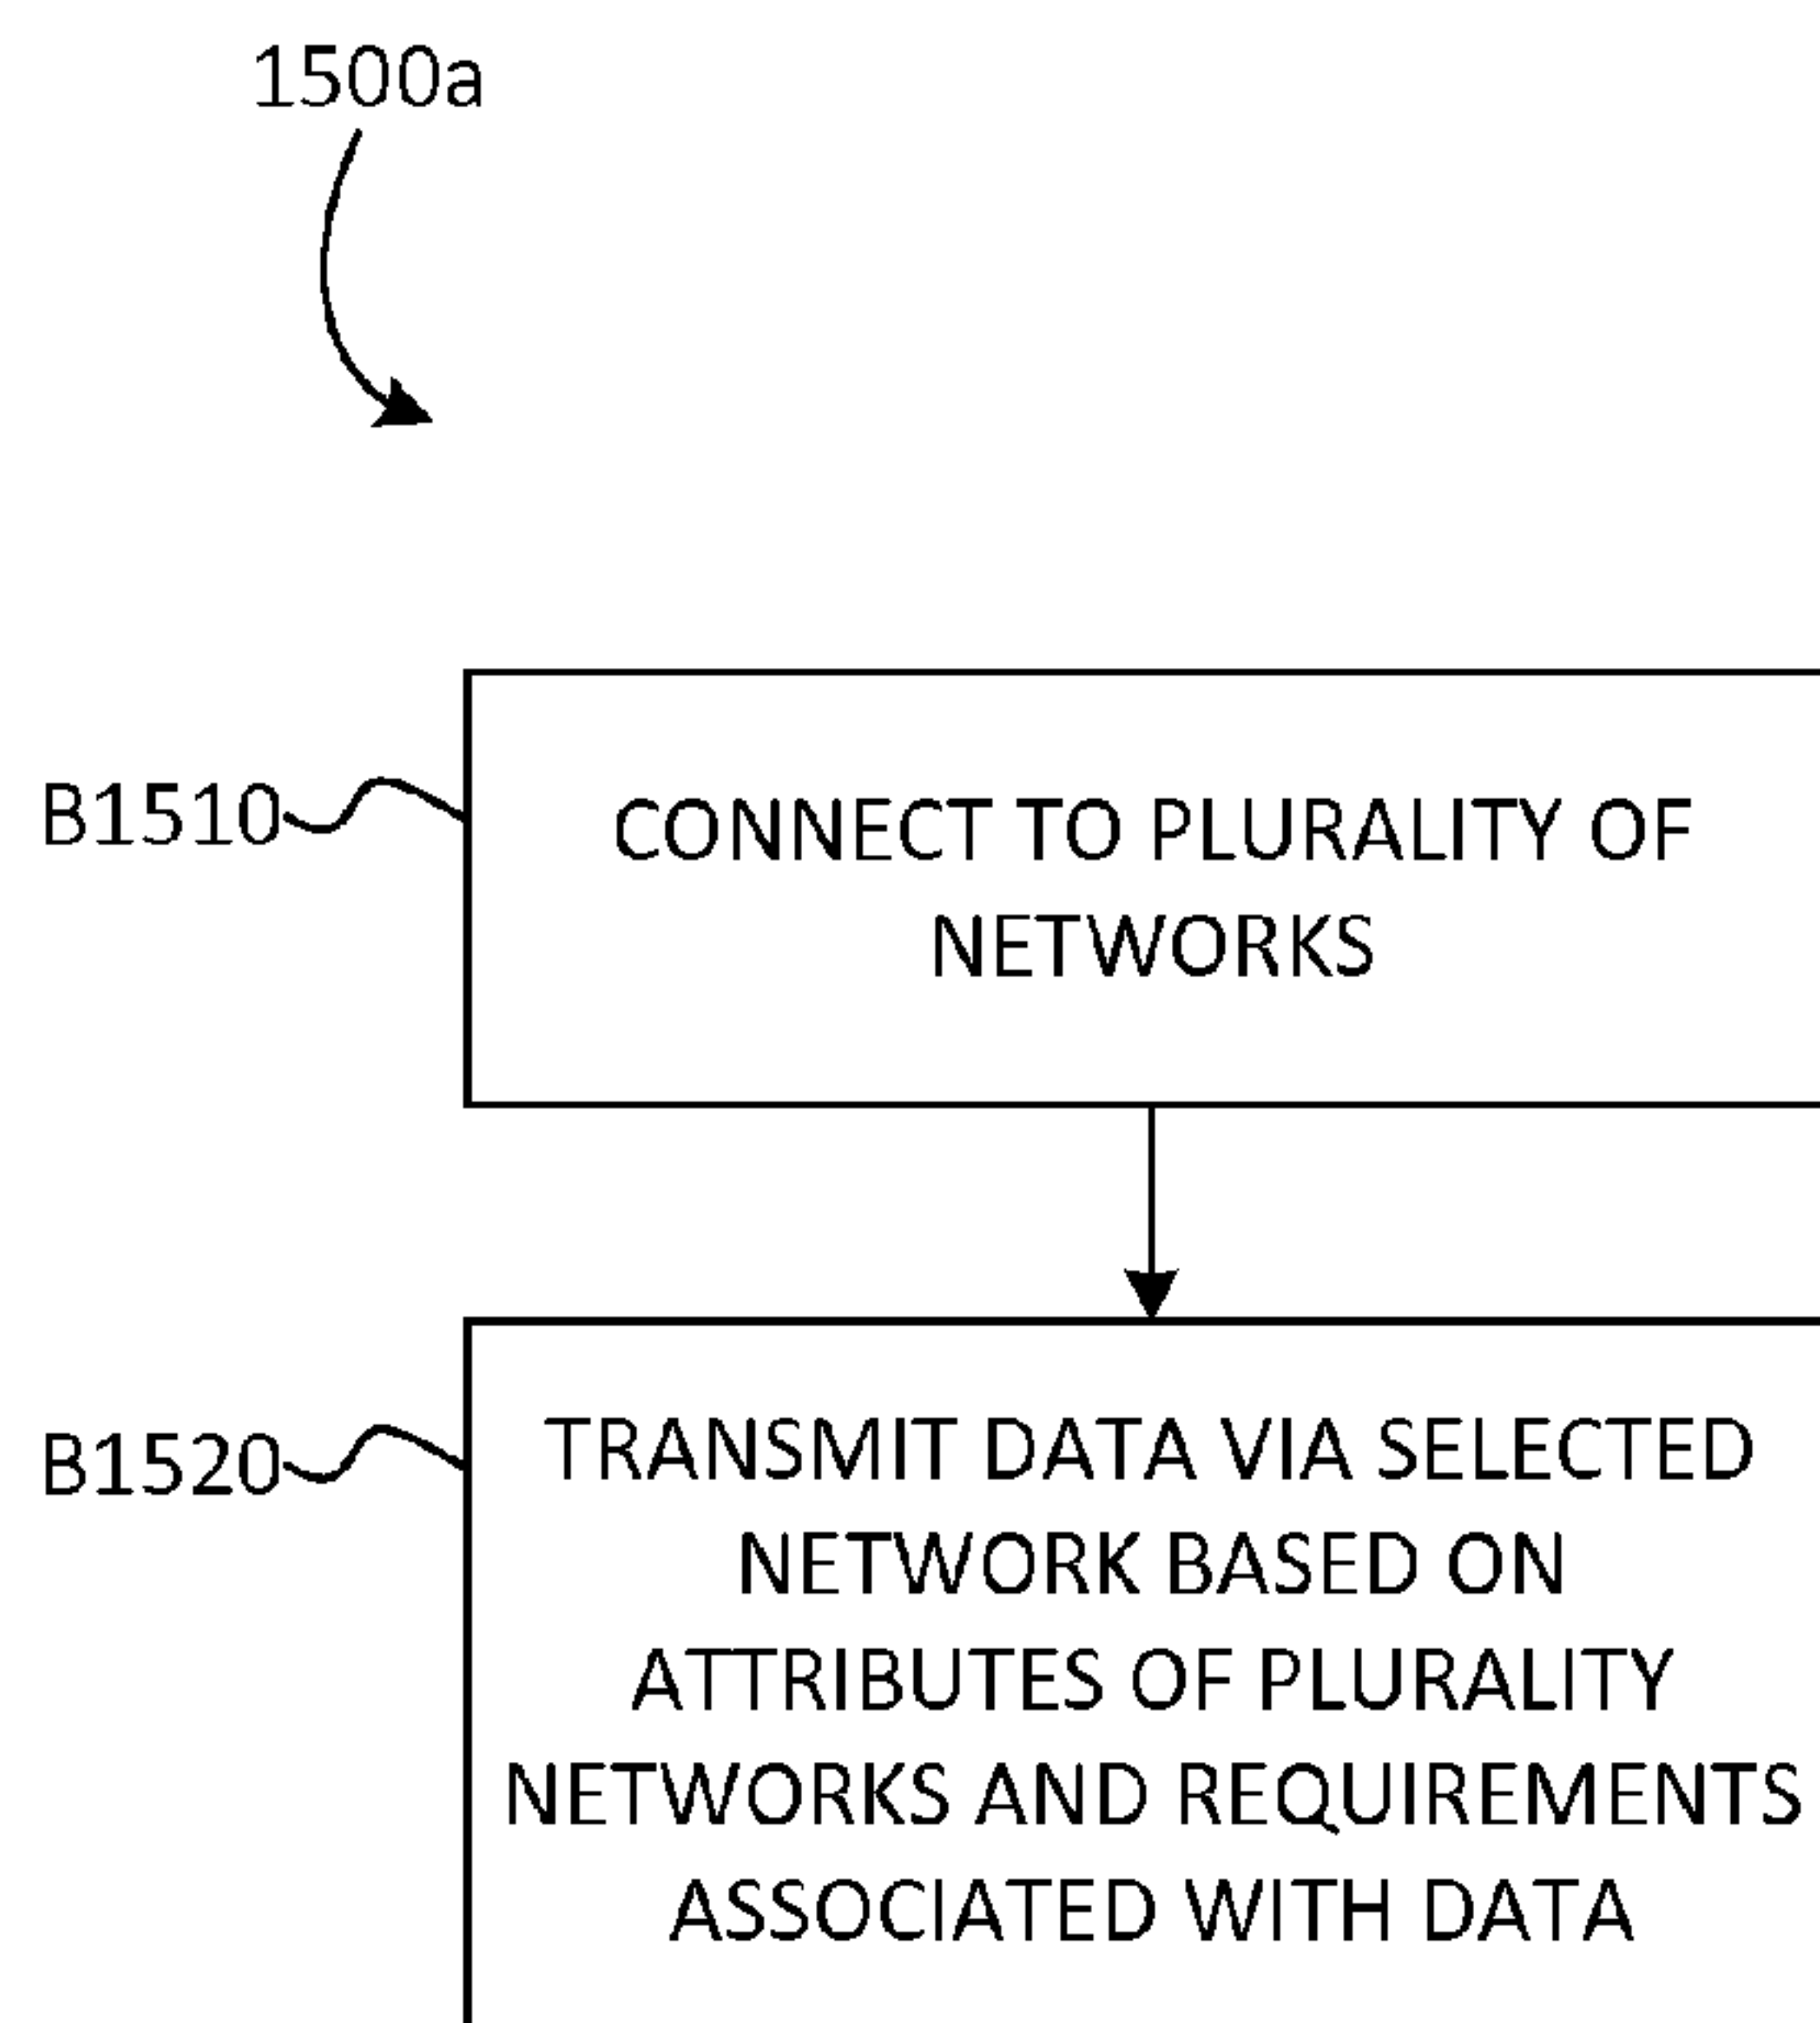 1500a
B1510
CONNECT TO PLURALITY OF
NETWORKS
B1520
TRANSMIT DATA VIA SELECTED
NETWORK BASED ON
ATTRIBUTES OF PLURALITY
NETWORKS AND REQUIREMENTS
ASSOCIATED WITH DATA